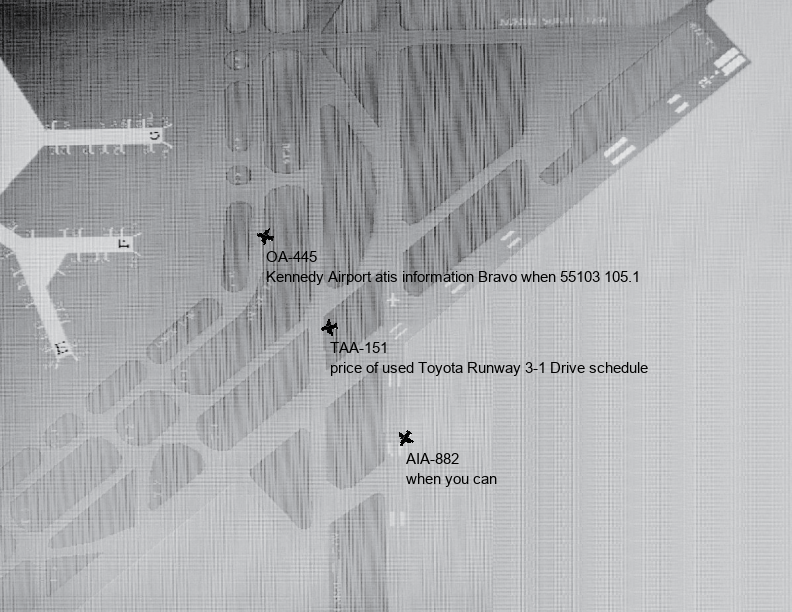 G
F
E
OA-445
Kennedy Airport atis information Bravo when 55103 105.1
TAA-151
price of used Toyota Runway 3-1 Drive schedule
AIA-882
when you can